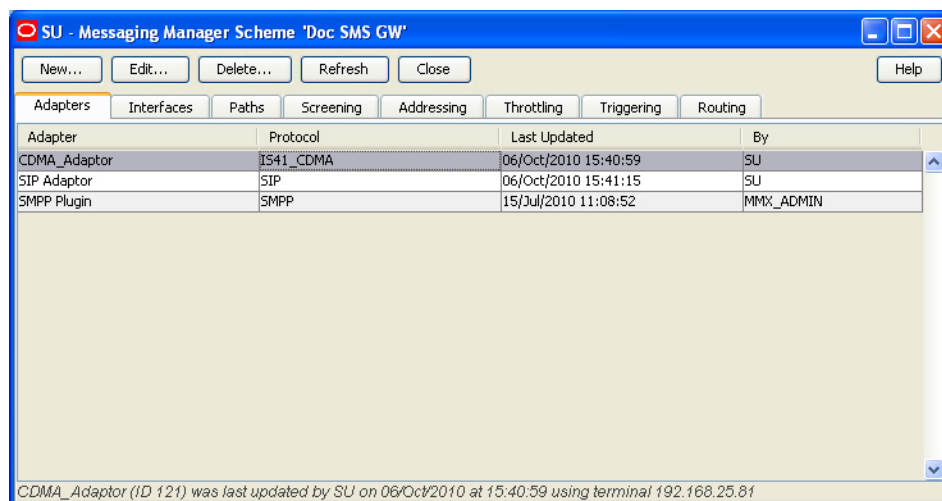 SU - Messaging Manager Scheme 'Doc SMS GW'
New... Edit... Delete... Refresh Close Help
Adapters Interfaces Paths Screening Addressing Throttling Triggering Routing
Adapter Protocol Last Updated By
CDMA_Adaptor IS41_CDMA 06/Oct/2010 15:40:59 SU
SIP Adaptor SIP 06/Oct/2010 15:41:15 SU
SMPP Plugin SMPP 15/Jul/2010 11:08:52 MMX_ADMIN
CDMA_Adaptor (ID 121) was last updated by SU on 06/Oct/2010 at 15:40:59 using terminal 192.168.25.81